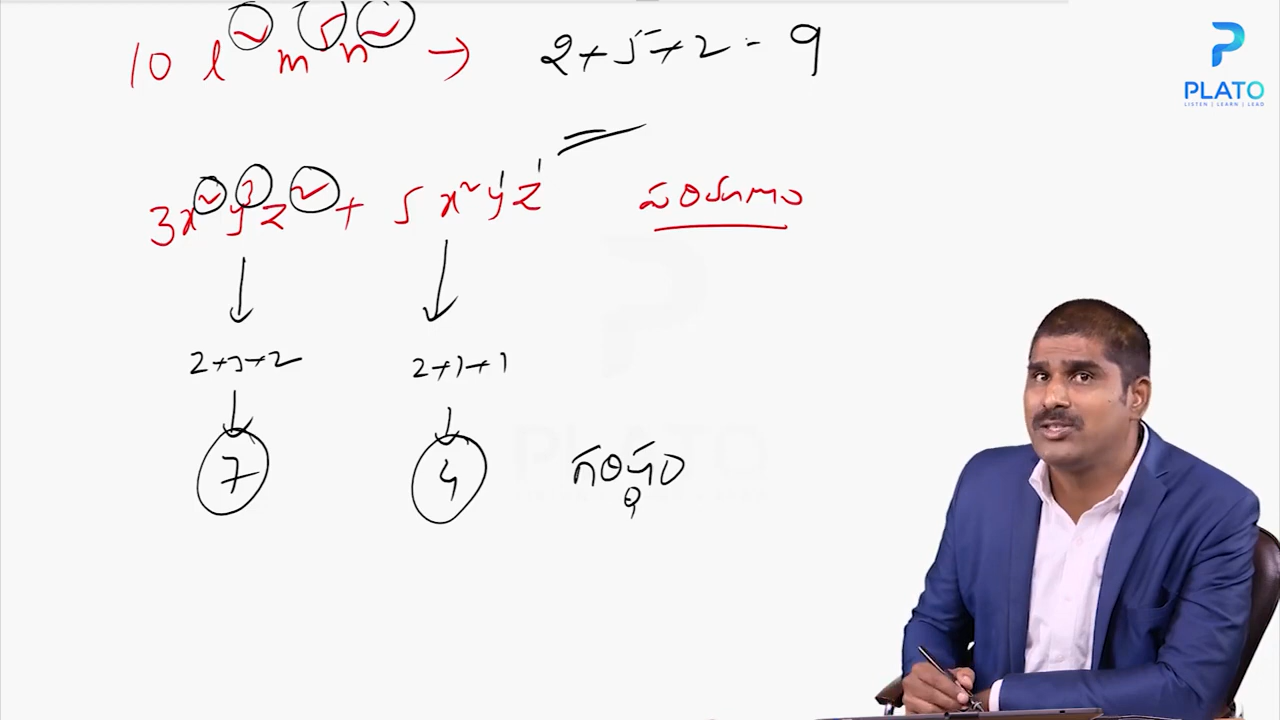 10 l² m⁵ n² → 2+5+2 = 9
PLATO
LISTEN | LEARN | LEAD
3x²y³z² + 5x²y¹z¹
2+3+2 2+1+1
7 4 గరిష్ఠం
PLATO